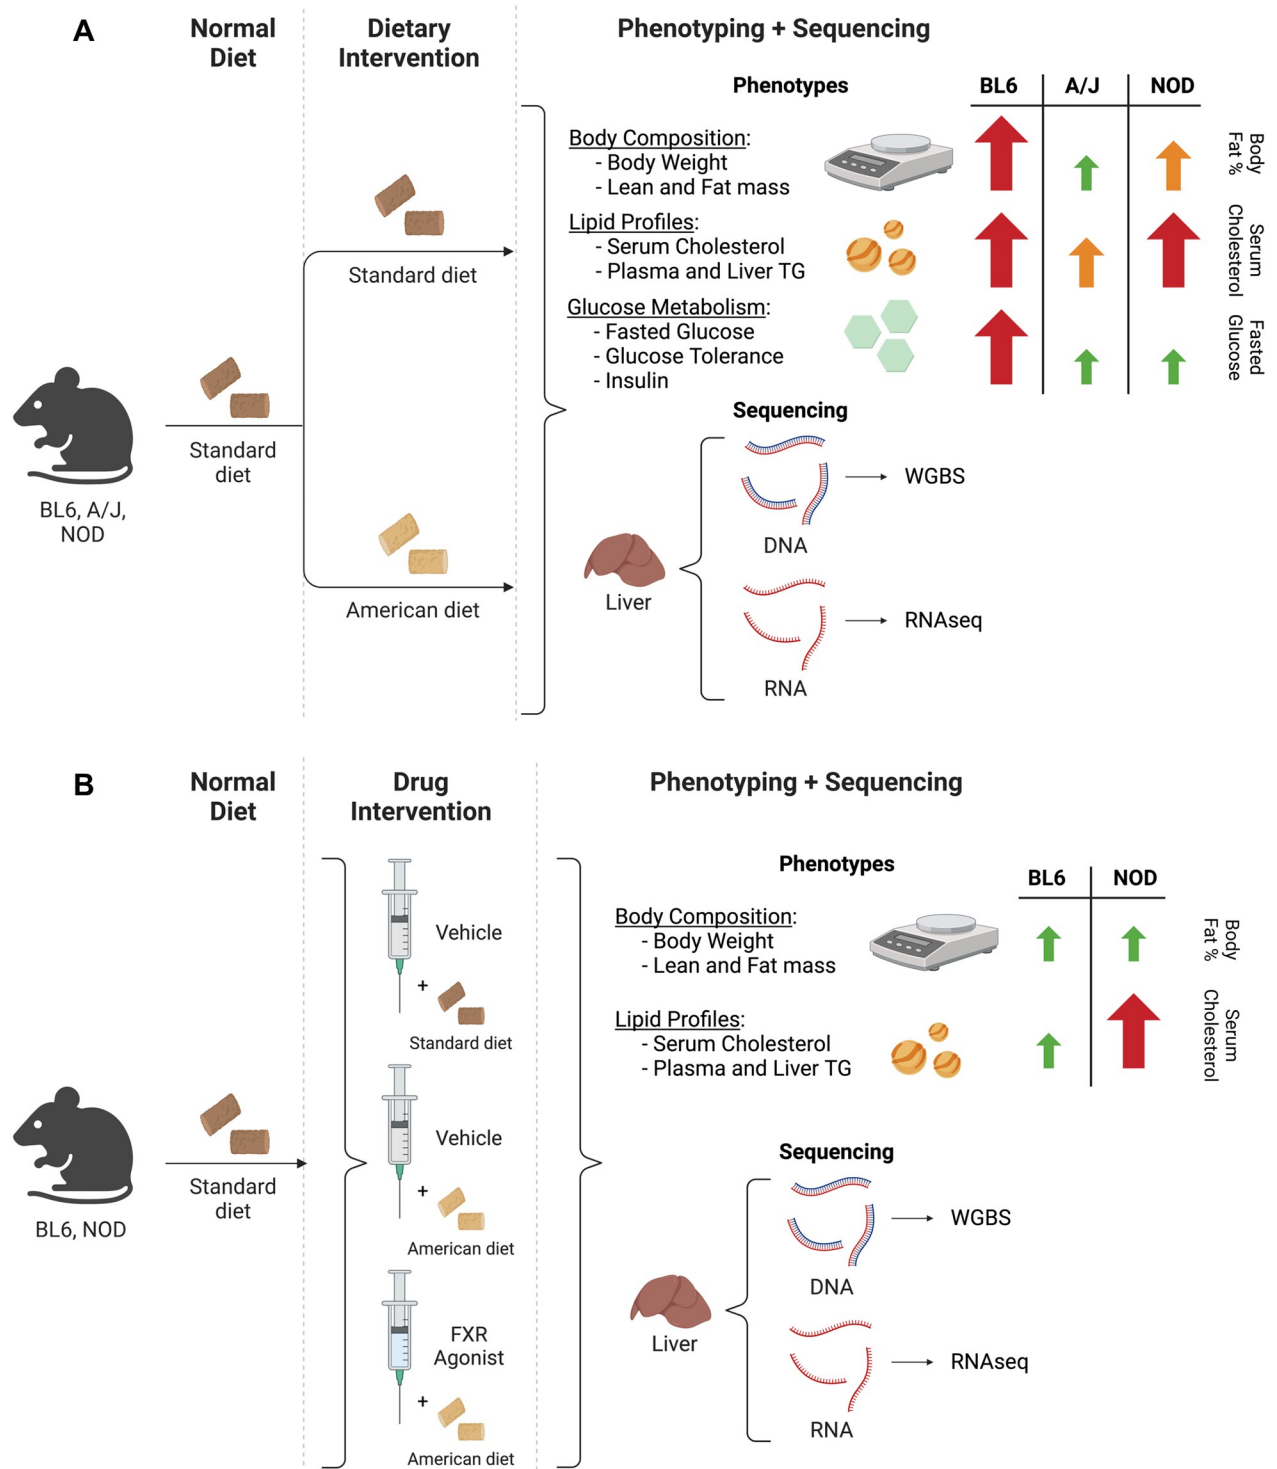 A
Normal
Diet
Dietary
Intervention
Phenotyping + Sequencing
Phenotypes
BL6
A/J
NOD
Body Composition:
- Body Weight
- Lean and Fat mass
Body
Fat %
Lipid Profiles:
- Serum Cholesterol
- Plasma and Liver TG
Serum
Cholesterol
Glucose Metabolism:
- Fasted Glucose
- Glucose Tolerance
- Insulin
Fasted
Glucose
Standard diet
Standard
diet
BL6, A/J,
NOD
American diet
Sequencing
WGBS
DNA
Liver
RNAseq
RNA
B
Normal
Diet
Drug
Intervention
Phenotyping + Sequencing
Phenotypes
BL6
NOD
Body Composition:
- Body Weight
- Lean and Fat mass
Body
Fat %
Lipid Profiles:
- Serum Cholesterol
- Plasma and Liver TG
Serum
Cholesterol
Vehicle
+
Standard diet
Vehicle
+
American diet
FXR
Agonist
+
American diet
Standard
diet
BL6, NOD
Sequencing
WGBS
DNA
Liver
RNAseq
RNA